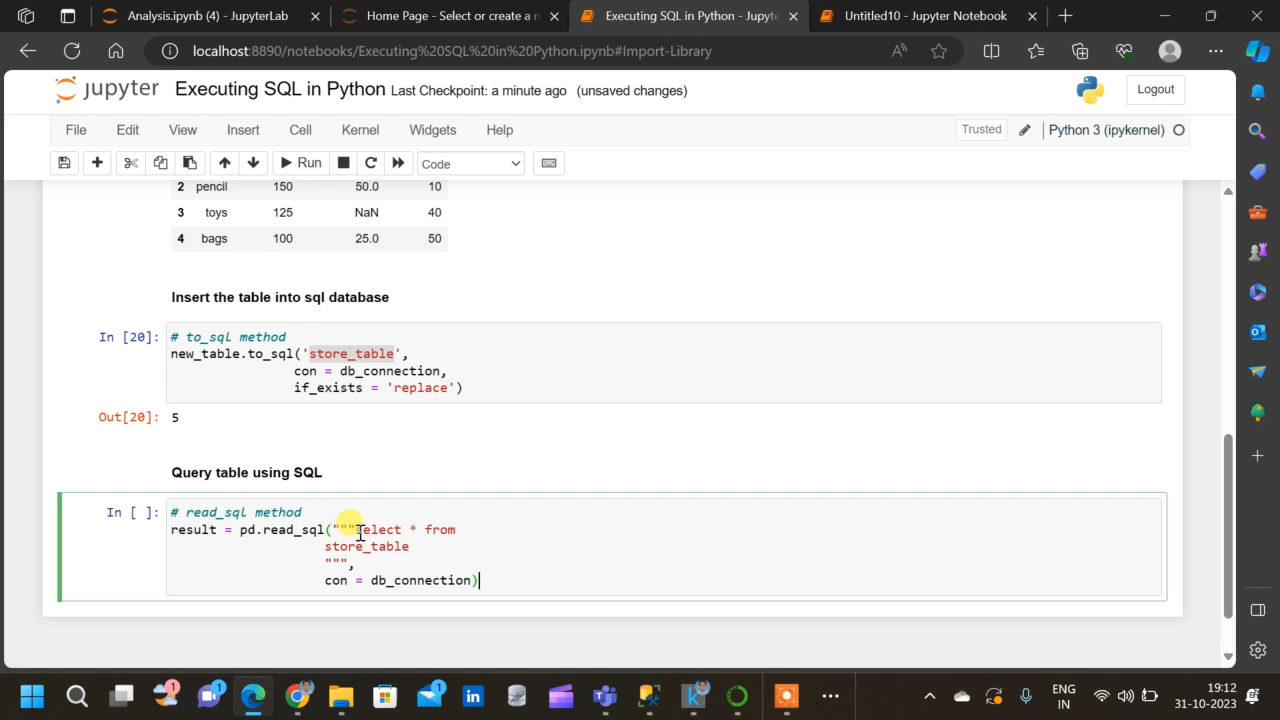 Analysis.ipynb (4) - JupyterLab
Home Page - Select or create a n
Executing SQL in Python - Jupyte
Untitled10 - Jupyter Notebook
localhost:8890/notebooks/Executing%20SQL%20in%20Python.ipynb#Import-Library
jupyter Executing SQL in Python Last Checkpoint: a minute ago (unsaved changes)
Logout
File Edit View Insert Cell Kernel Widgets Help
Trusted Python 3 (ipykernel)
Run Code
2 pencil 150 50.0 10
3 toys 125 NaN 40
4 bags 100 25.0 50
Insert the table into sql database
In [20]: # to_sql method
new_table.to_sql('store_table',
con = db_connection,
if_exists = 'replace')
Out[20]: 5
Query table using SQL
In [ ]: # read_sql method
result = pd.read_sql("""select * from
store_table
""",
con = db_connection)
1 1 1
ENG
IN
19:12
31-10-2023